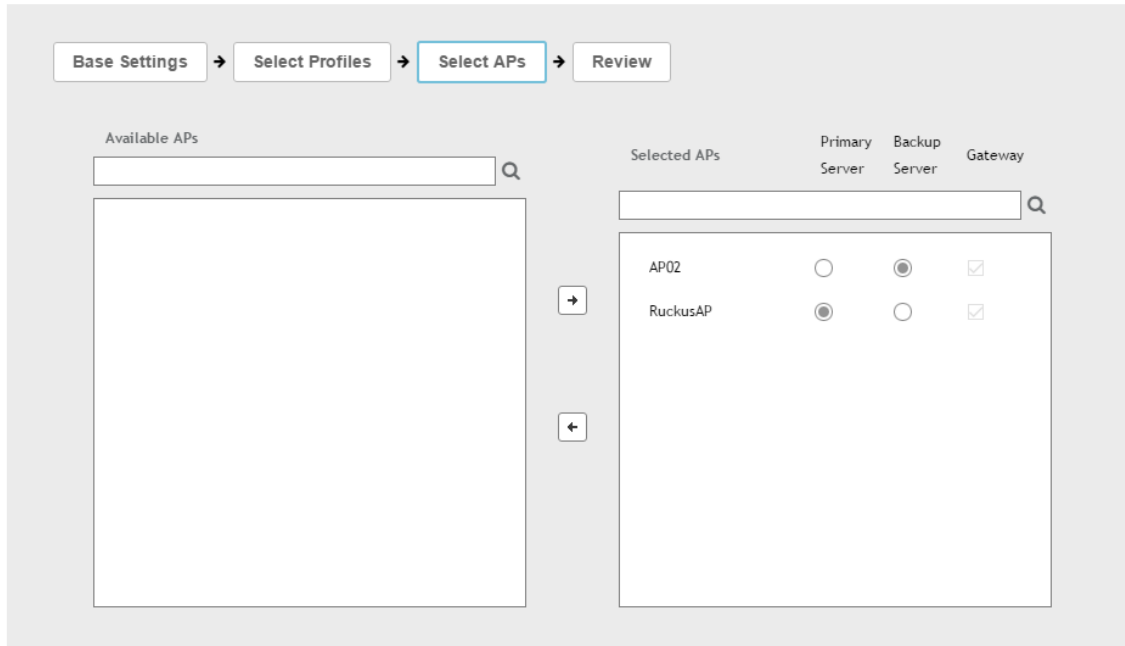 Base Settings → Select Profiles → Select APs → Review
Available APs
Selected APs Primary Server Backup Server Gateway
AP02
RuckusAP